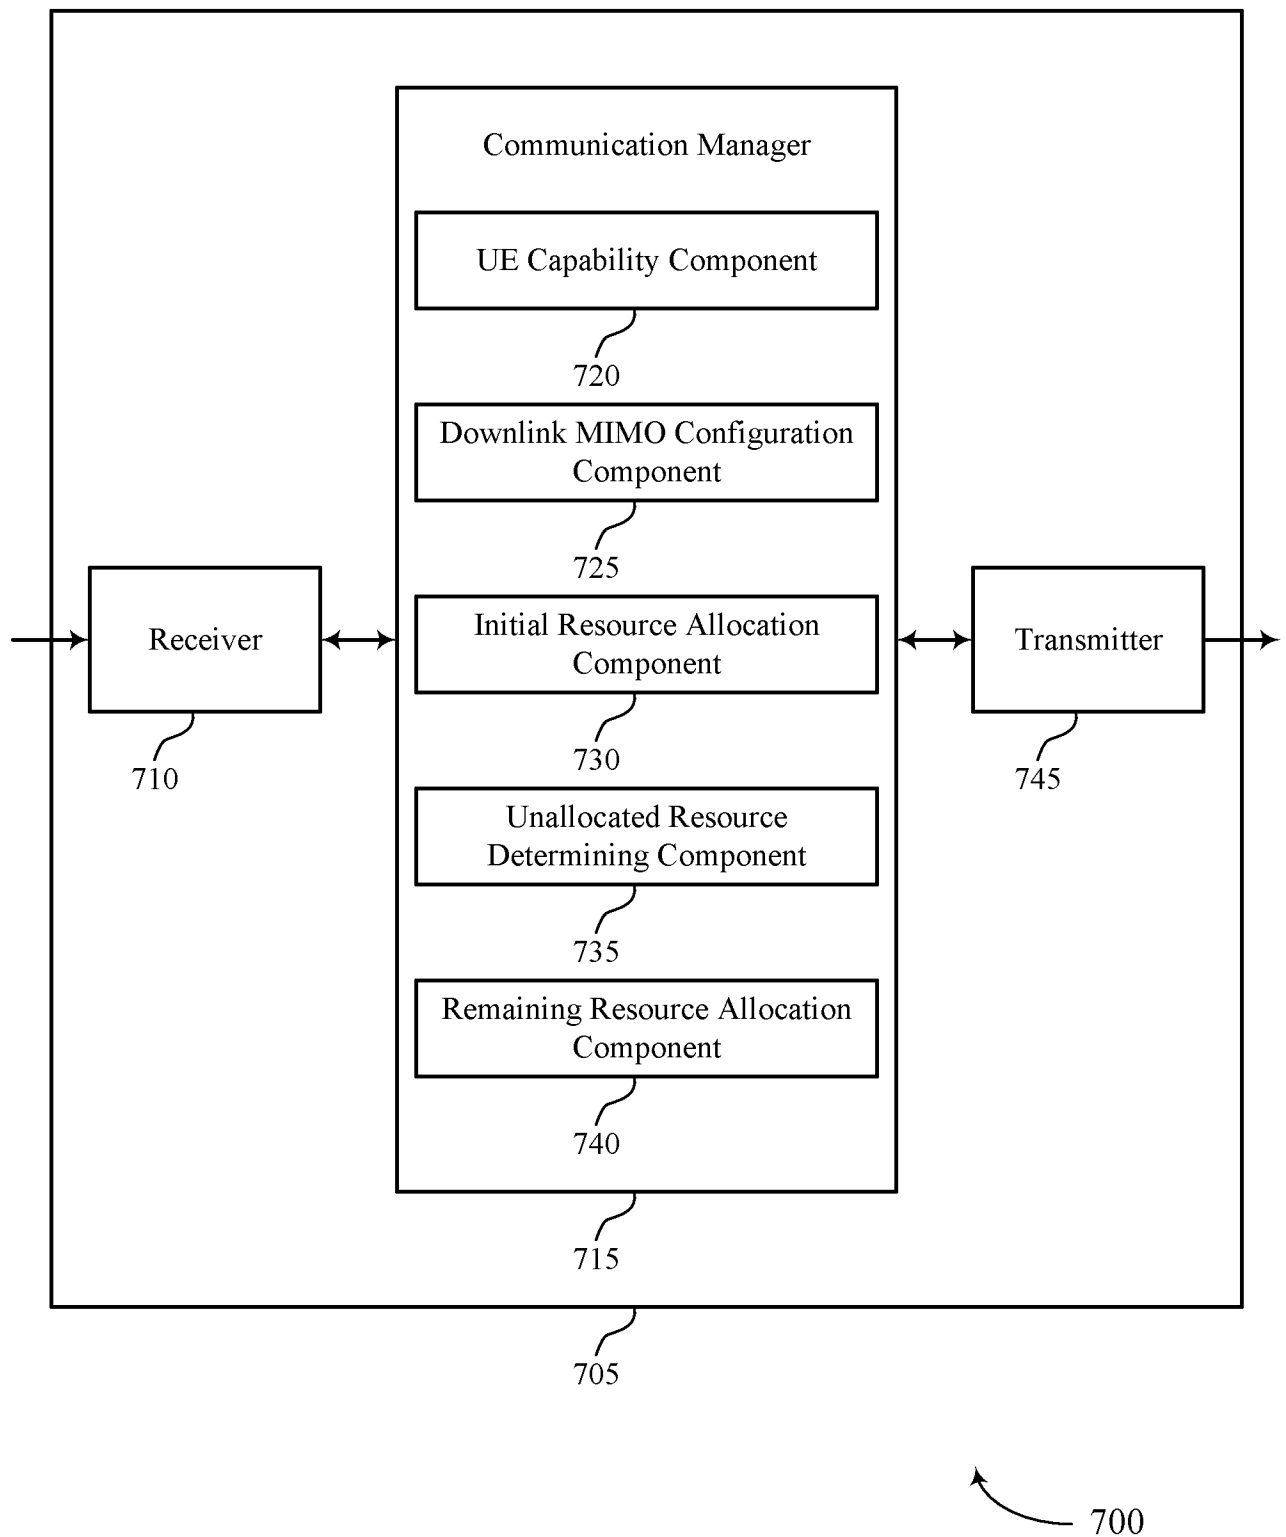 Communication Manager
UE Capability Component
720
Downlink MIMO Configuration
Component
725
Receiver
710
Initial Resource Allocation
Component
730
Transmitter
745
Unallocated Resource
Determining Component
735
Remaining Resource Allocation
Component
740
715
705
700